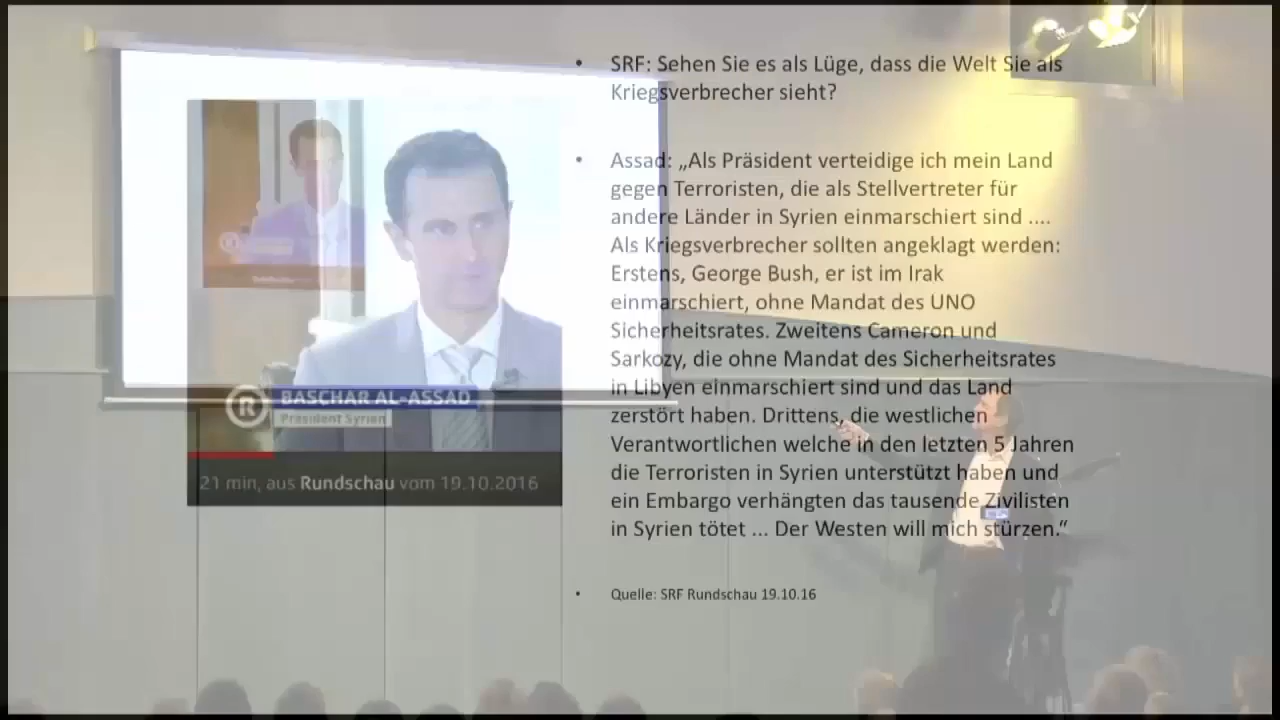 SRF: Sehen Sie es als Lüge, dass die Welt Sie als
Kriegsverbrecher sieht?
Assad: „Als Präsident verteidige ich mein Land
gegen Terroristen, die als Stellvertreter für
andere Länder in Syrien einmarschiert sind ....
Als Kriegsverbrecher sollten angeklagt werden:
Erstens, George Bush, er ist im Irak
einmarschiert, ohne Mandat des UNO
Sicherheitsrates. Zweitens Cameron und
Sarkozy, die ohne Mandat des Sicherheitsrates
in Libyen einmarschiert sind und das Land
zerstört haben. Drittens, die westlichen
Verantwortlichen welche in den letzten 5 Jahren
die Terroristen in Syrien unterstützt haben und
ein Embargo verhängten das tausende Zivilisten
in Syrien tötet ... Der Westen will mich stürzen.“
Quelle: SRF Rundschau 19.10.16
R
BASCHAR AL-ASSAD
Präsident Syrien
21 min, aus Rundschau vom 19.10.2016